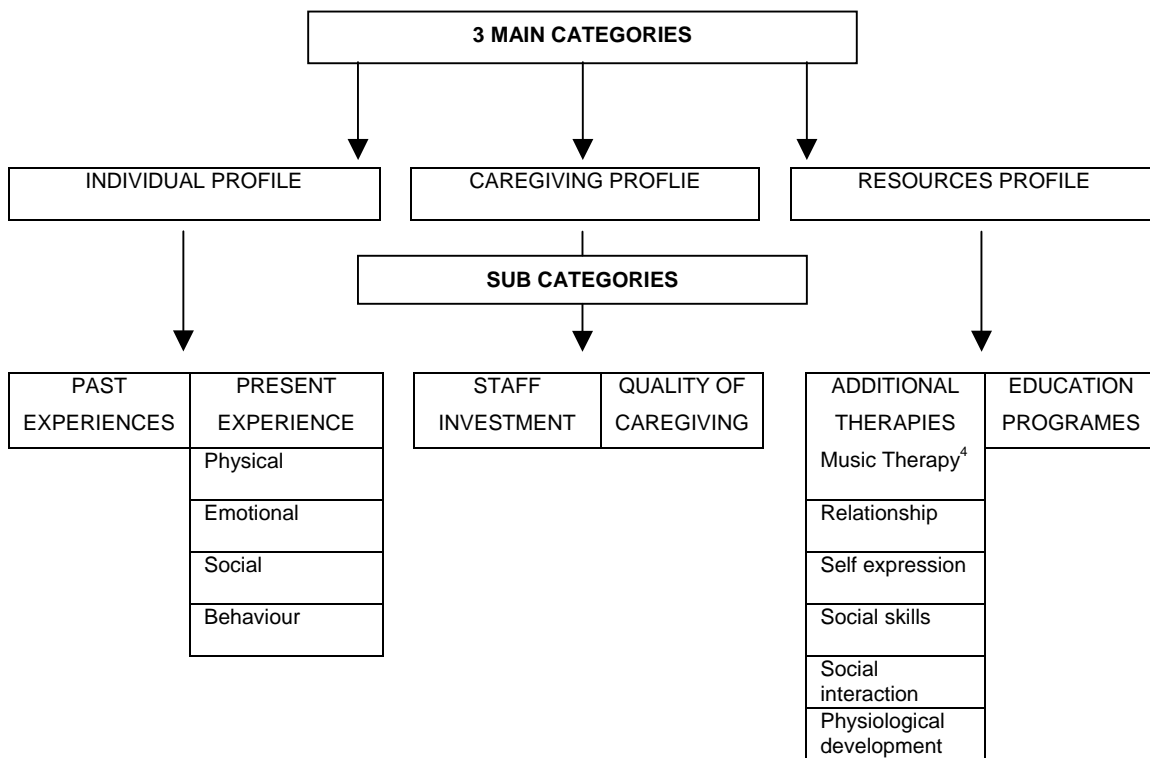 3 MAIN CATEGORIES
INDIVIDUAL PROFILE
CAREGIVING PROFLIE
RESOURCES PROFILE
SUB CATEGORIES
PAST
EXPERIENCES
PRESENT
EXPERIENCE
Physical
Emotional
Social
Behaviour
STAFF
INVESTMENT
QUALITY OF
CAREGIVING
ADDITIONAL
THERAPIES
Music Therapy⁴
Relationship
Self expression
Social skills
Social
interaction
Physiological
development
EDUCATION
PROGRAMES